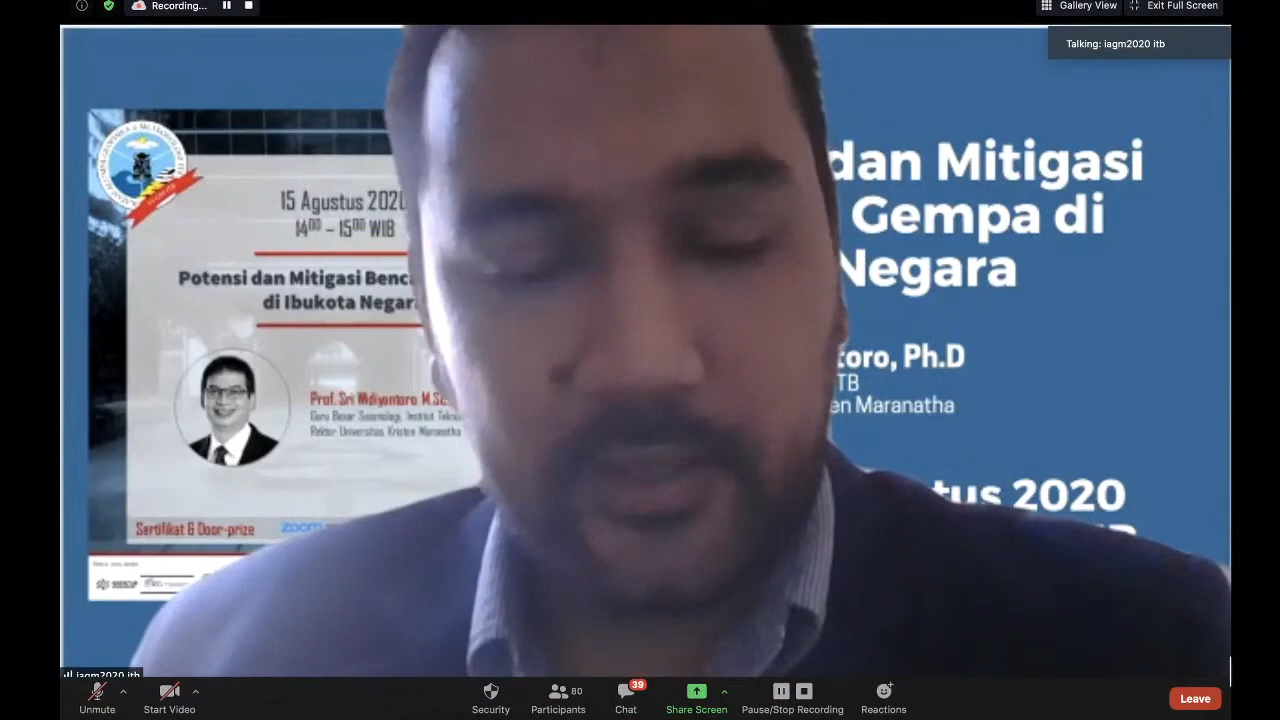 Recording...
Gallery View
Exit Full Screen
Talking: iagm2020 itb
15 Agustus 2020
14⁰⁰ – 15⁰⁰ WIB
Potensi dan Mitigasi Benca
di Ibukota Negara
Prof. Sri Widiyantoro M.Sc.
Guru Besar Seismologi, Institut Tekno
Rektor Universitas Kristen Maranatha
Sertifikat & Door-prize
zoom
dan Mitigasi
Gempa di
Negara
toro, Ph.D
TB
en Maranatha
tus 2020
iagm2020 itb
Unmute
Start Video
Security
80
Participants
39
Chat
Share Screen
Pause/Stop Recording
Reactions
Leave